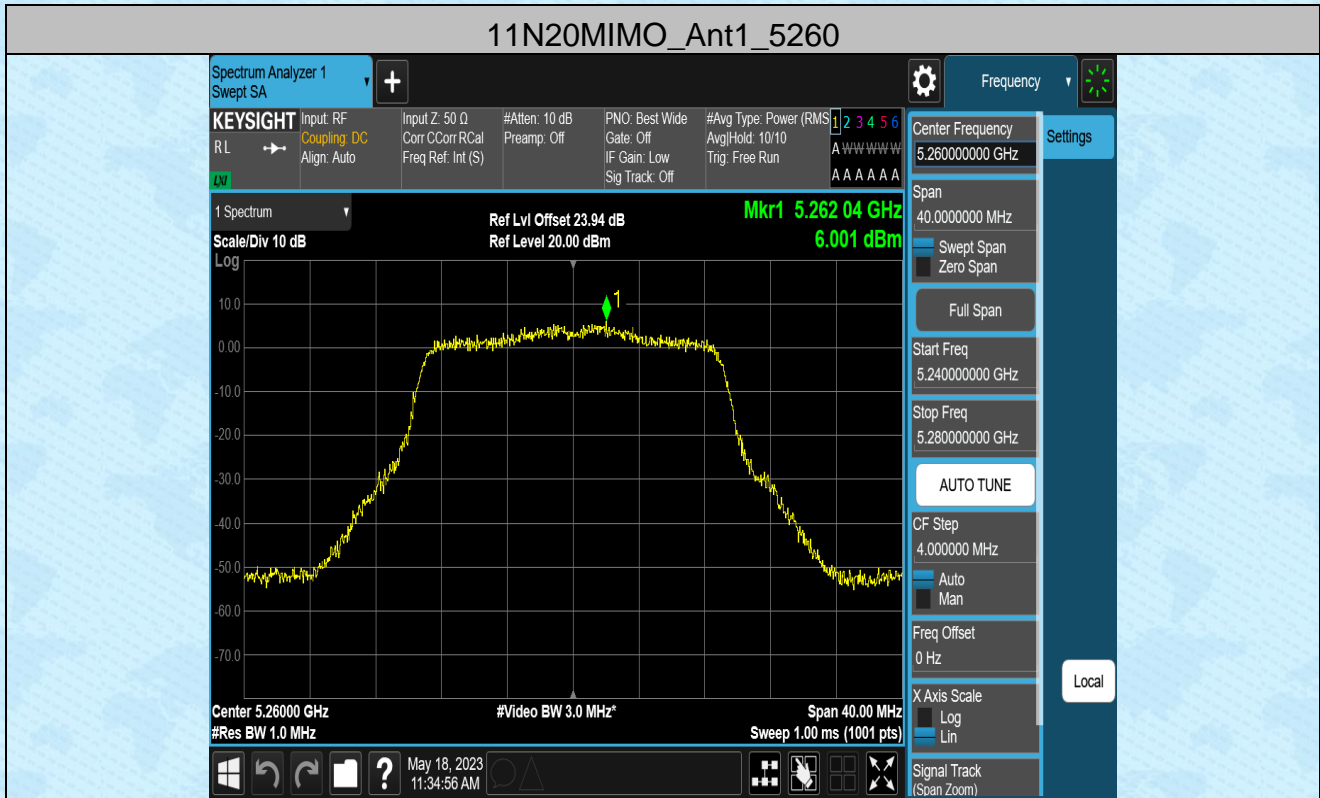 11N20MIMO_Ant1_5260
Spectrum Analyzer 1
Swept SA
Frequency
KEYSIGHT
R L
LXI
Input: RF
Coupling: DC
Align: Auto
Input Z: 50 Ω
Corr CCorr RCal
Freq Ref: Int (S)
#Atten: 10 dB
Preamp: Off
PNO: Best Wide
Gate: Off
IF Gain: Low
Sig Track: Off
#Avg Type: Power (RMS
Avg|Hold: 10/10
Trig: Free Run
1 2 3 4 5 6
A W W W W W
A A A A A A
1 Spectrum
Scale/Div 10 dB
Log
Ref Lvl Offset 23.94 dB
Ref Level 20.00 dBm
Mkr1 5.262 04 GHz
6.001 dBm
1
10.0
0.00
-10.0
-20.0
-30.0
-40.0
-50.0
-60.0
-70.0
Center 5.26000 GHz
#Res BW 1.0 MHz
#Video BW 3.0 MHz*
Span 40.00 MHz
Sweep 1.00 ms (1001 pts)
?
May 18, 2023
11:34:56 AM
Center Frequency
5.260000000 GHz
Settings
Span
40.0000000 MHz
Swept Span
Zero Span
Full Span
Start Freq
5.240000000 GHz
Stop Freq
5.280000000 GHz
AUTO TUNE
CF Step
4.000000 MHz
Auto
Man
Freq Offset
0 Hz
X Axis Scale
Log
Lin
Local
Signal Track
(Span Zoom)